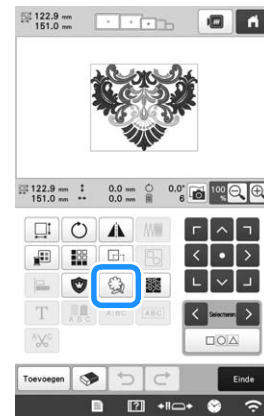 122.9 mm
151.0 mm
122.9 mm 0.0 mm 0.0°
151.0 mm 0.0 mm 6
100 %
T A B C A:BC ABC
Selecteren
Toevoegen Einde